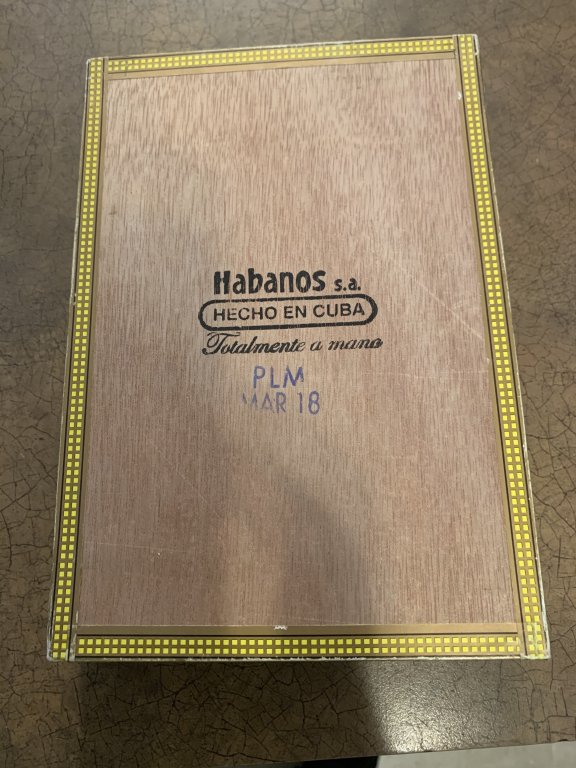 Habanos s.a.
HECHO EN CUBA
Totalmente a mano
PLM
MAR 18